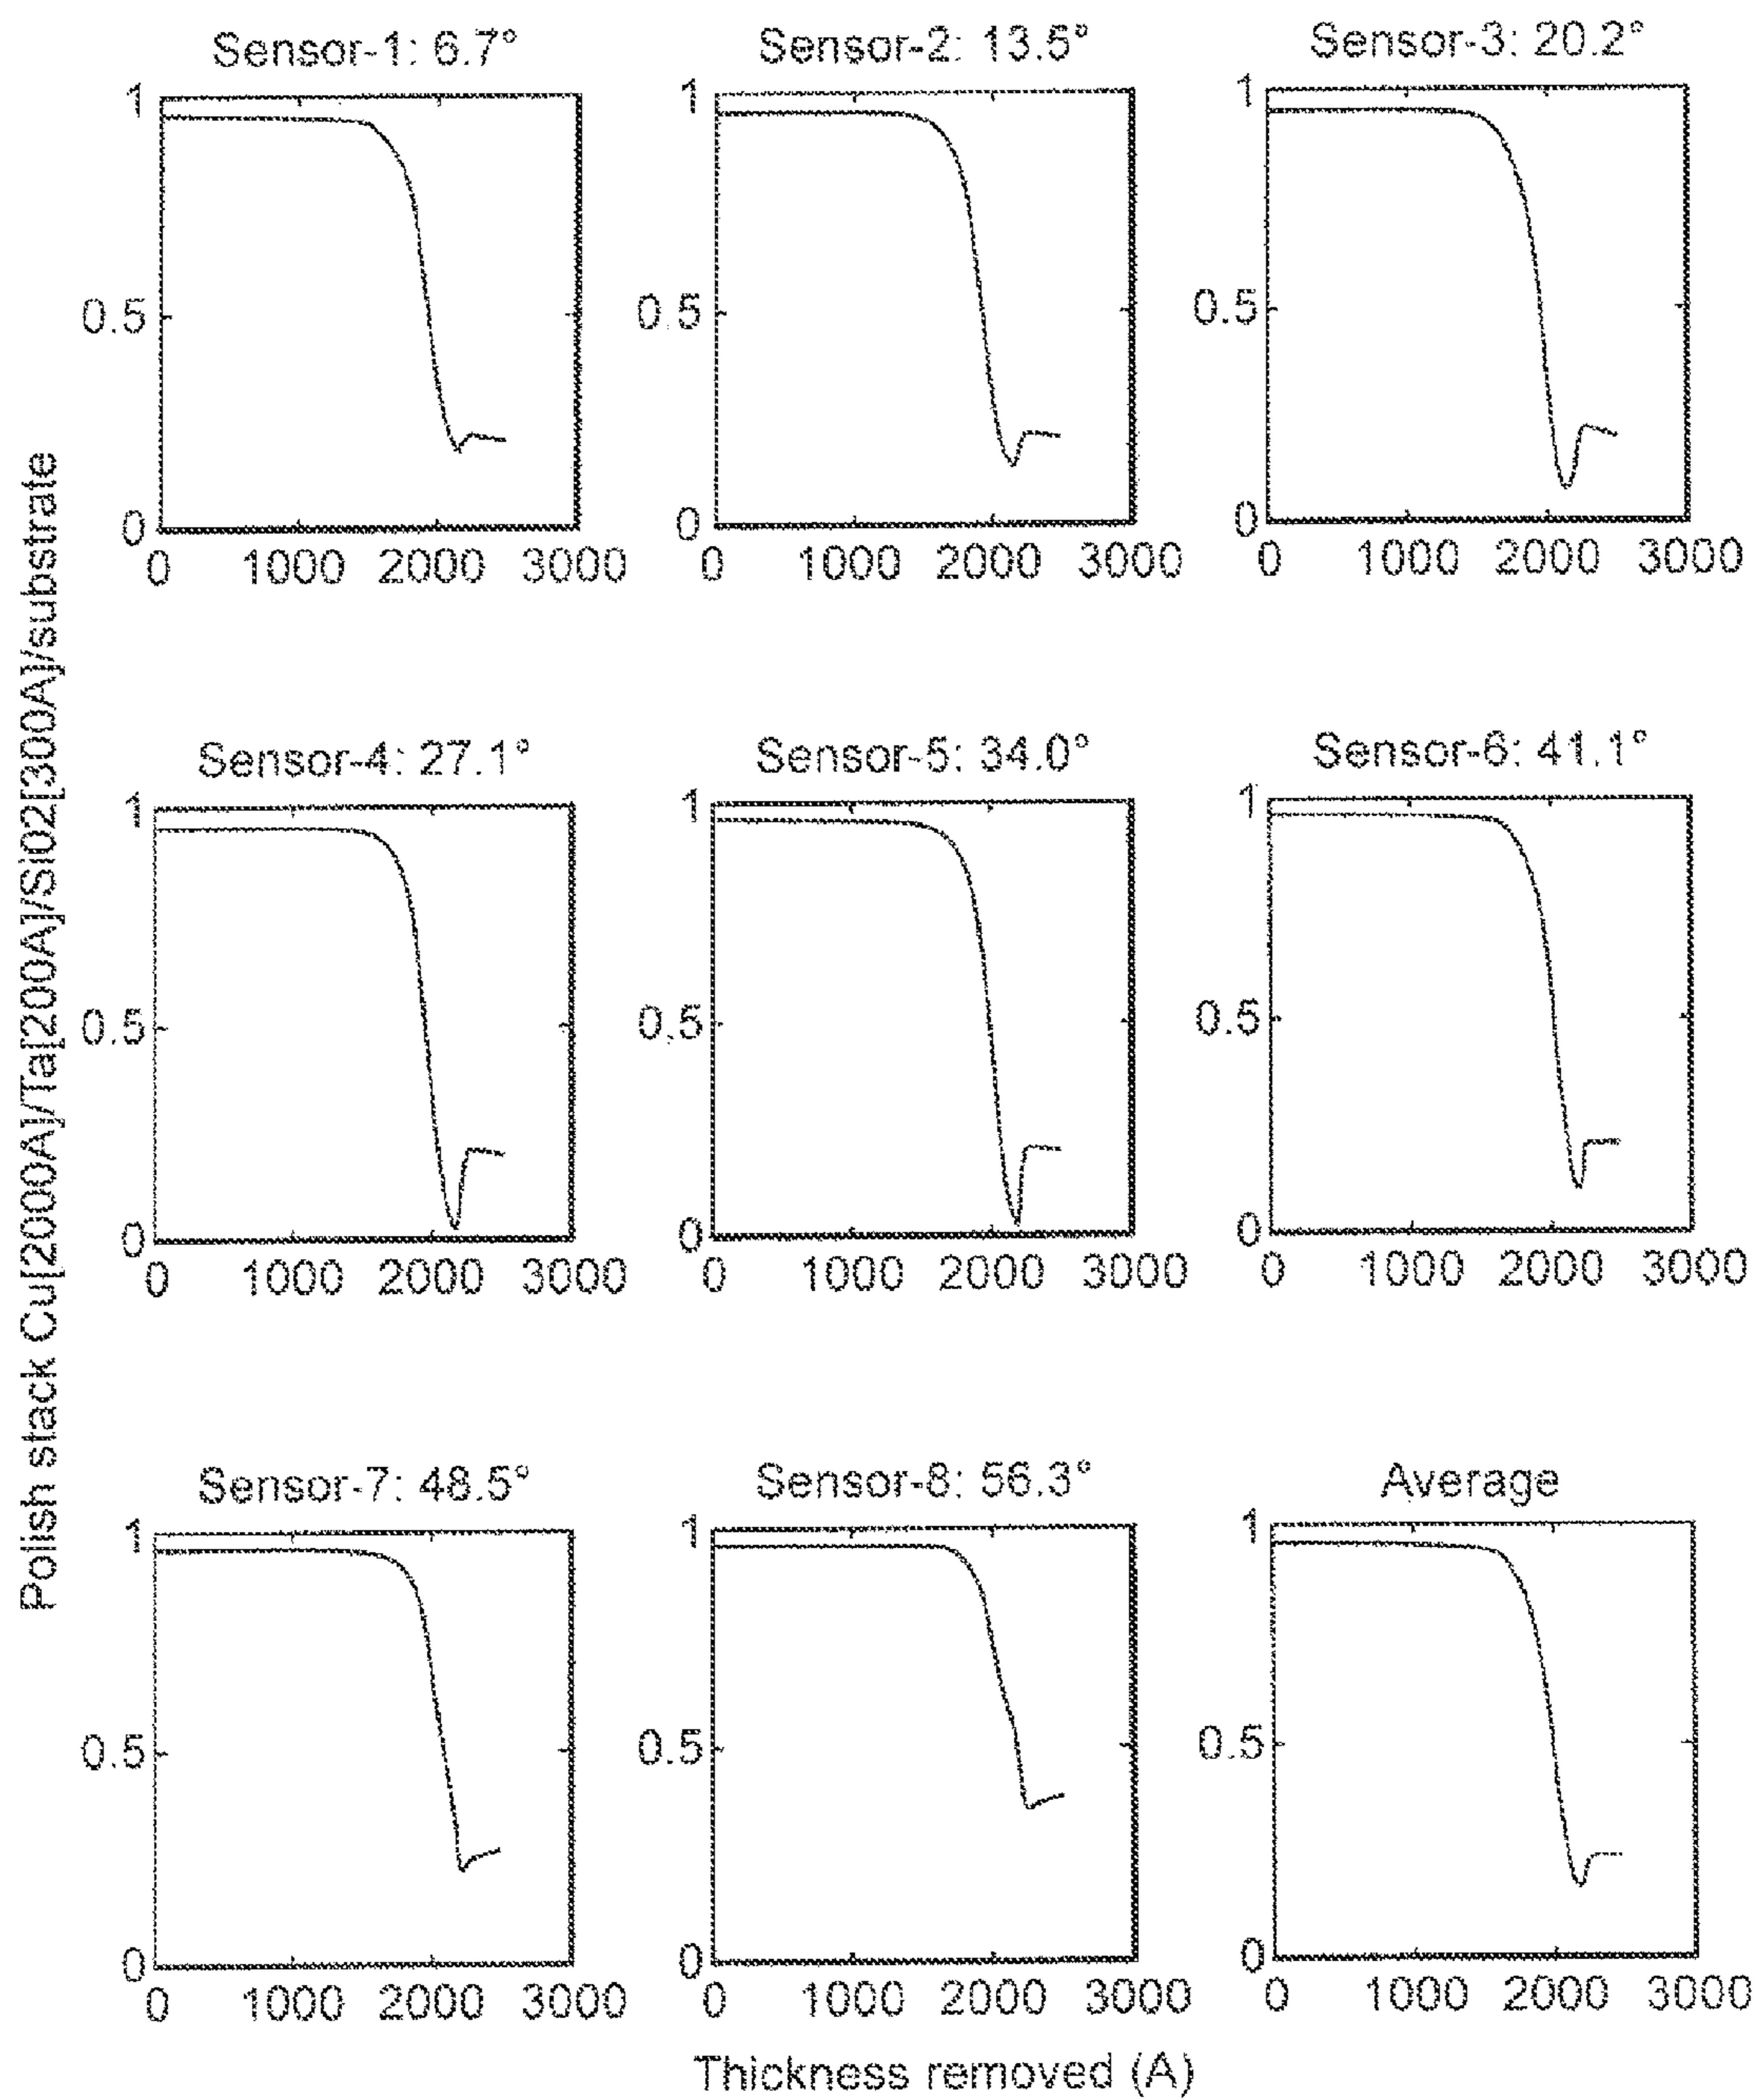 Sensor-1: 6.7° Sensor-2: 13.5° Sensor-3: 20.2°
1 1 1
0.5 0.5 0.5
0 0 0
0 1000 2000 3000 0 1000 2000 3000 0 1000 2000 3000
Polish stack Cu[2000A]/Ta[200A]/Si02[300A]/substrate
Sensor-4: 27.1° Sensor-5: 34.0° Sensor-6: 41.1°
1 1 1
0.5 0.5 0.5
0 0 0
0 1000 2000 3000 0 1000 2000 3000 0 1000 2000 3000
Sensor-7: 48.5° Sensor-8: 56.3° Average
1 1 1
0.5 0.5 0.5
0 0 0
0 1000 2000 3000 0 1000 2000 3000 0 1000 2000 3000
Thickness removed (A)